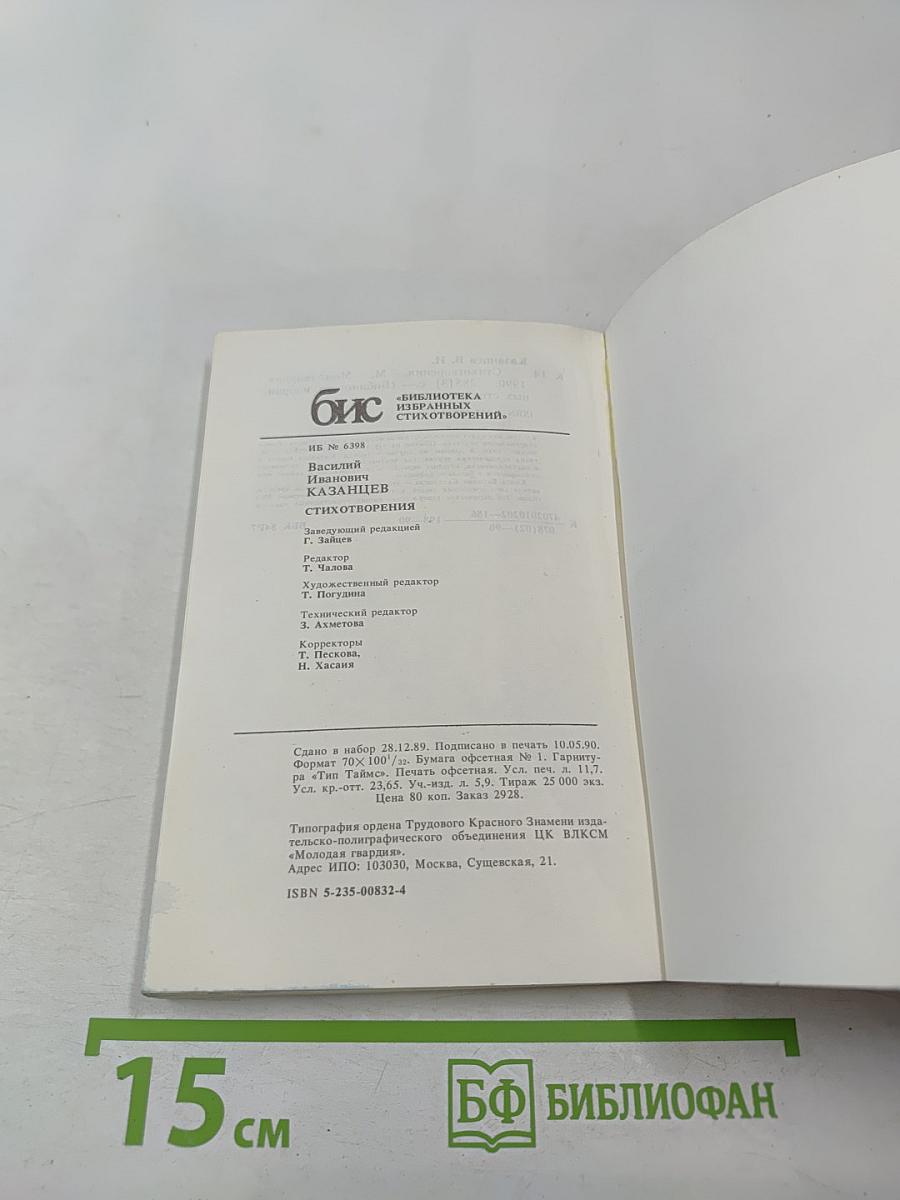 бис
«БИБЛИОТЕКА
ИЗБРАННЫХ
СТИХОТВОРЕНИЙ»
ИБ № 6398
Василий
Иванович
КАЗАНЦЕВ
СТИХОТВОРЕНИЯ
Заведующий редакцией
Г. Зайцев
Редактор
Т. Чалова
Художественный редактор
Т. Погудина
Технический редактор
З. Ахметова
Корректоры
Т. Пескова,
Н. Хасаия
Сдано в набор 28.12.89. Подписано в печать 10.05.90.
Формат 70×100¹/₃₂. Бумага офсетная № 1. Гарниту-
ра «Тип Таймс». Печать офсетная. Усл. печ. л. 11,7.
Усл. кр.-отт. 23,65. Уч.-изд. л. 5,9. Тираж 25 000 экз.
Цена 80 коп. Заказ 2928.
Типография ордена Трудового Красного Знамени изда-
тельско-полиграфического объединения ЦК ВЛКСМ
«Молодая гвардия».
Адрес ИПО: 103030, Москва, Сущевская, 21.
ISBN 5-235-00832-4
15 см
БФ БИБЛИОФАН